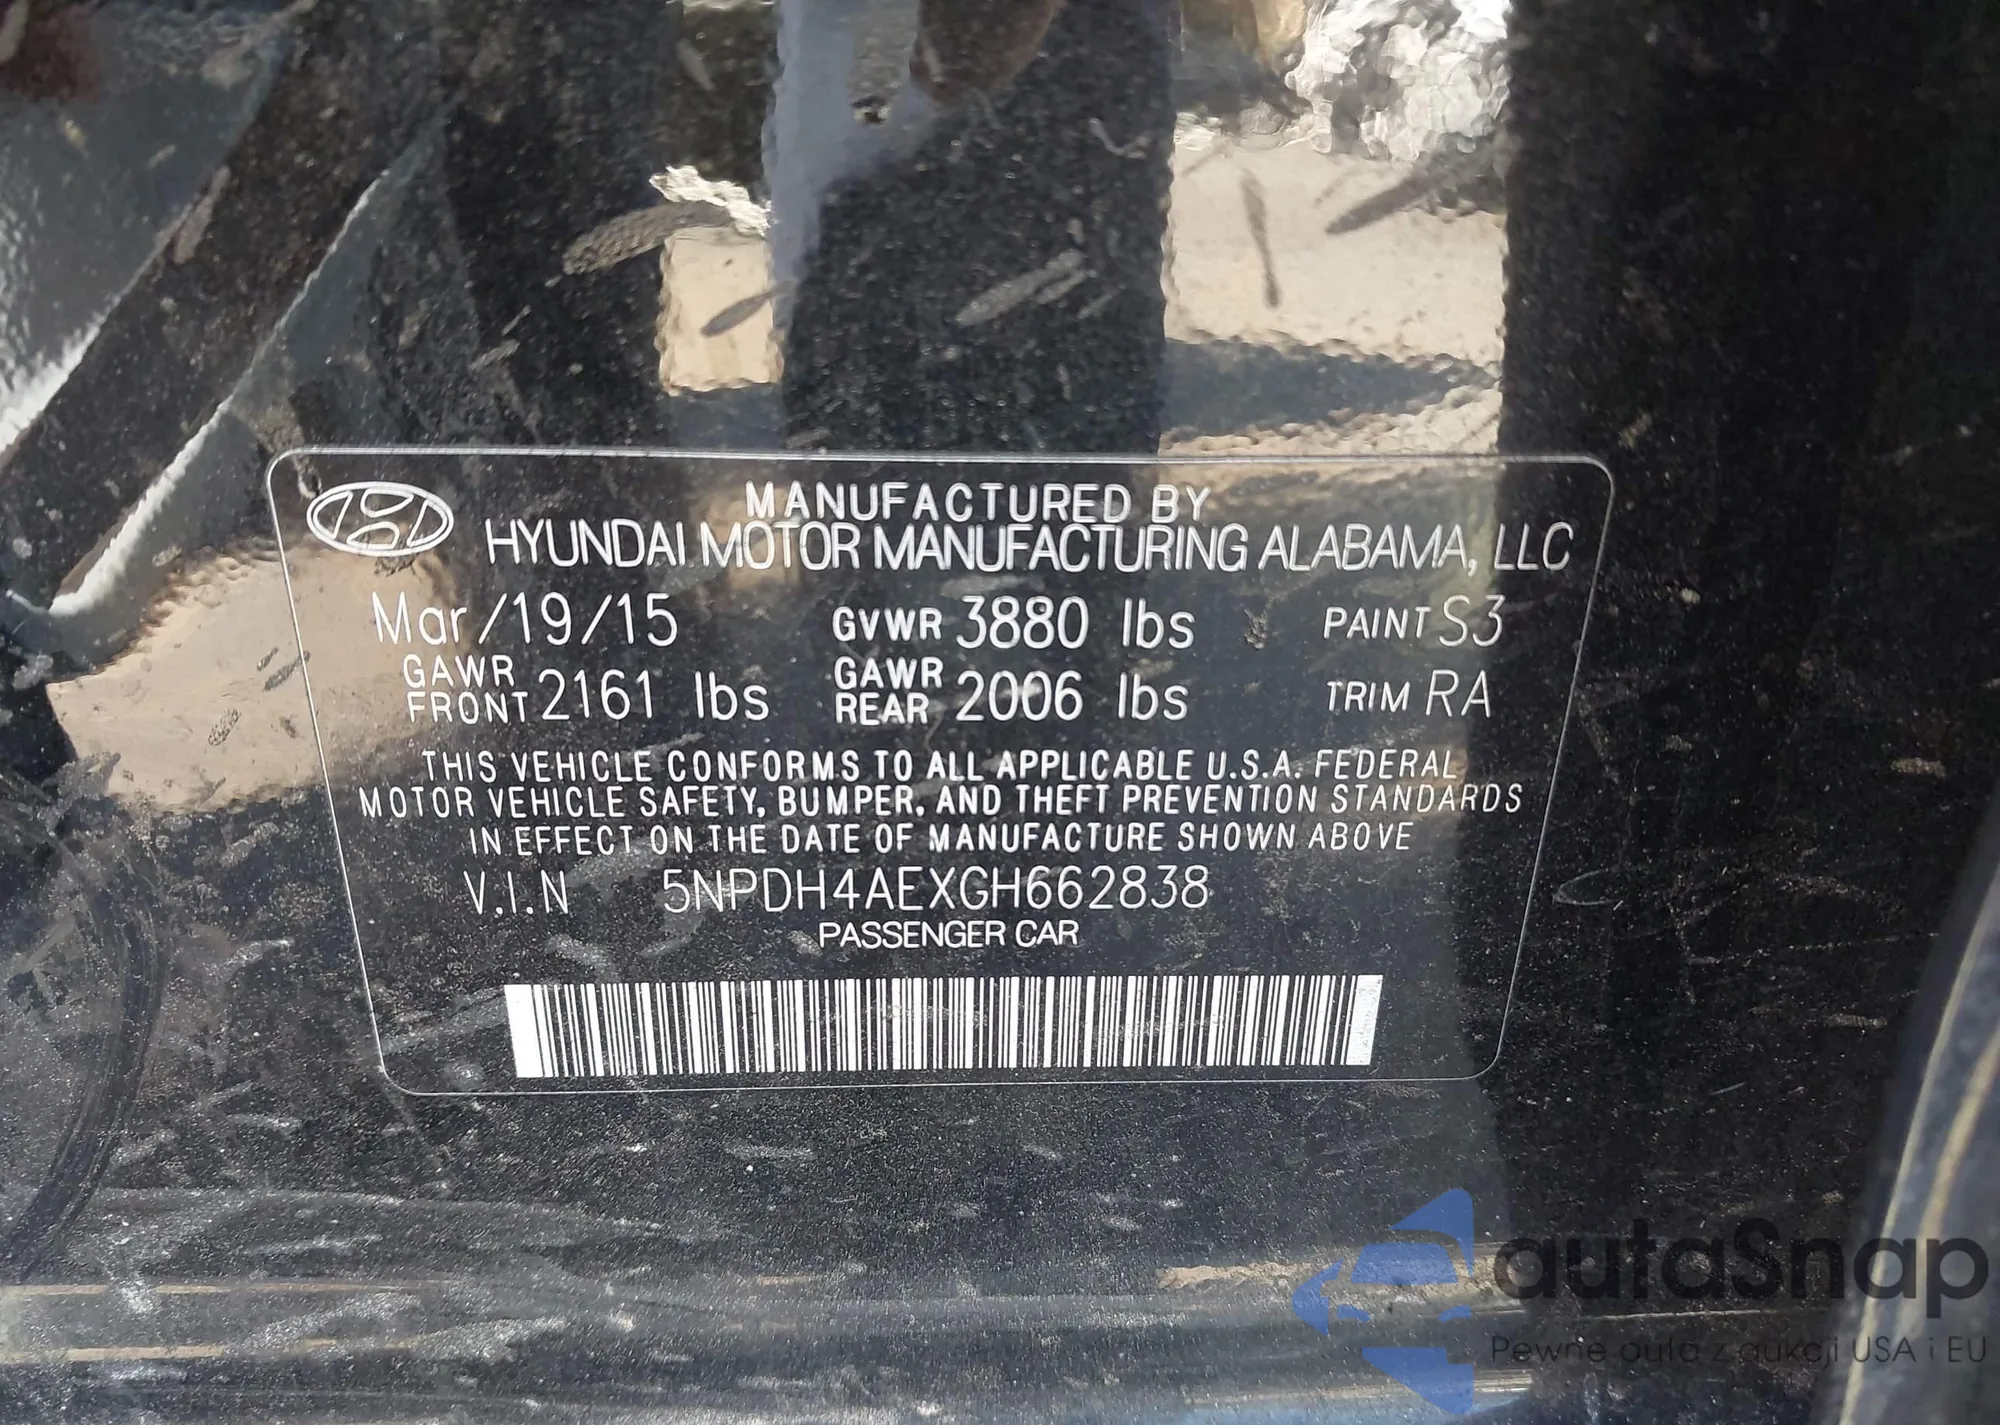 MANUFACTURED BY
HYUNDAI MOTOR MANUFACTURING ALABAMA, LLC
Mar/19/15 GVWR 3880 lbs PAINT S3
GAWR FRONT 2161 lbs GAWR REAR 2006 lbs TRIM RA
THIS VEHICLE CONFORMS TO ALL APPLICABLE U.S.A. FEDERAL
MOTOR VEHICLE SAFETY, BUMPER, AND THEFT PREVENTION STANDARDS
IN EFFECT ON THE DATE OF MANUFACTURE SHOWN ABOVE
V.I.N 5NPDH4AEXGH662838
PASSENGER CAR
autaSnap
Pewne auto z aukcji USA i EU